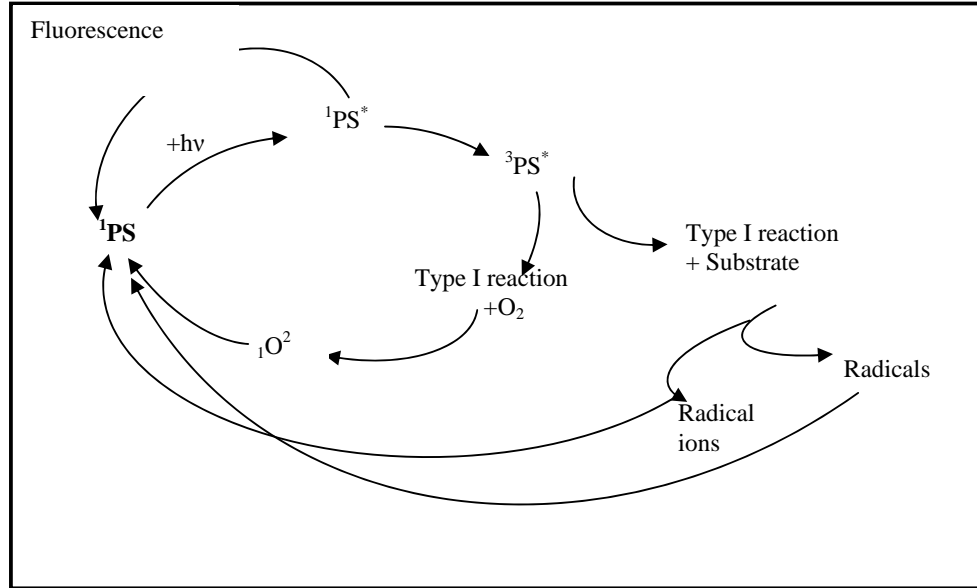 Fluorescence
¹PS*
+hν
³PS*
¹PS
Type I reaction
+ Substrate
Type I reaction
+O₂
₁O²
Radicals
Radical
ions